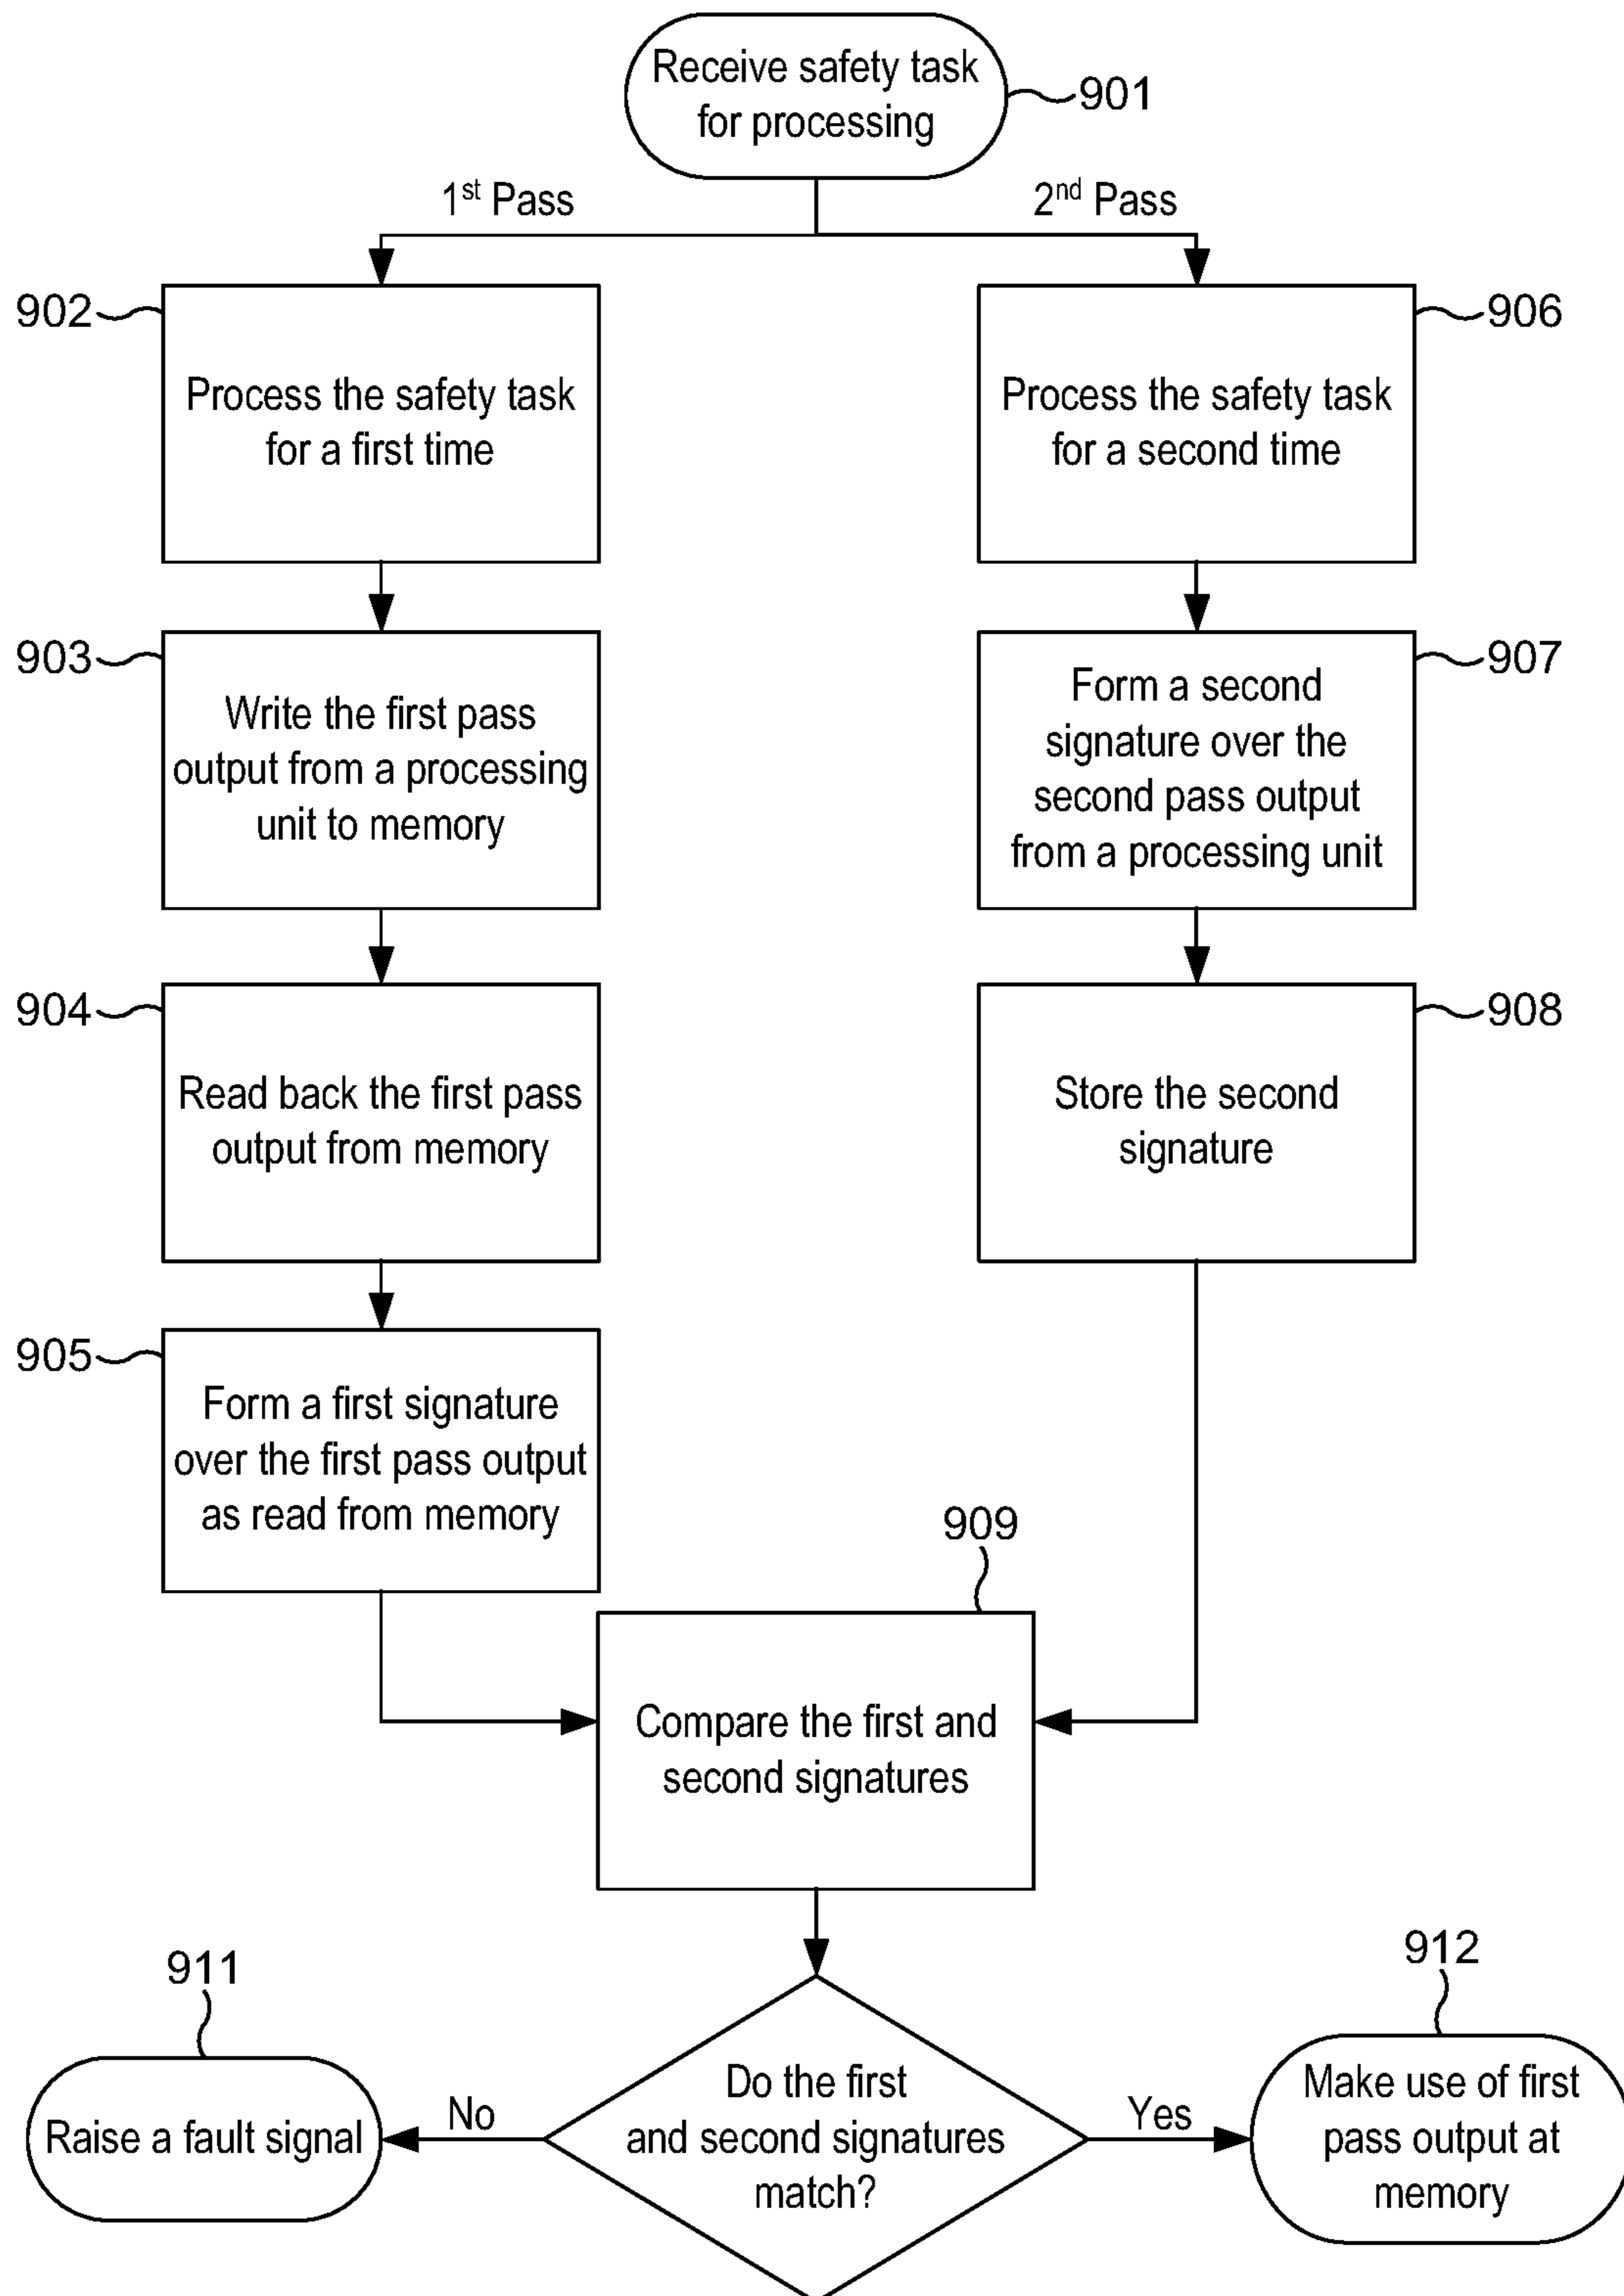 Receive safety task
for processing
901
1st Pass
2nd Pass
902
Process the safety task
for a first time
906
Process the safety task
for a second time
903
Write the first pass
output from a processing
unit to memory
907
Form a second
signature over the
second pass output
from a processing unit
904
Read back the first pass
output from memory
908
Store the second
signature
905
Form a first signature
over the first pass output
as read from memory
909
Compare the first and
second signatures
911
Raise a fault signal
No
Do the first
and second signatures
match?
Yes
912
Make use of first
pass output at
memory